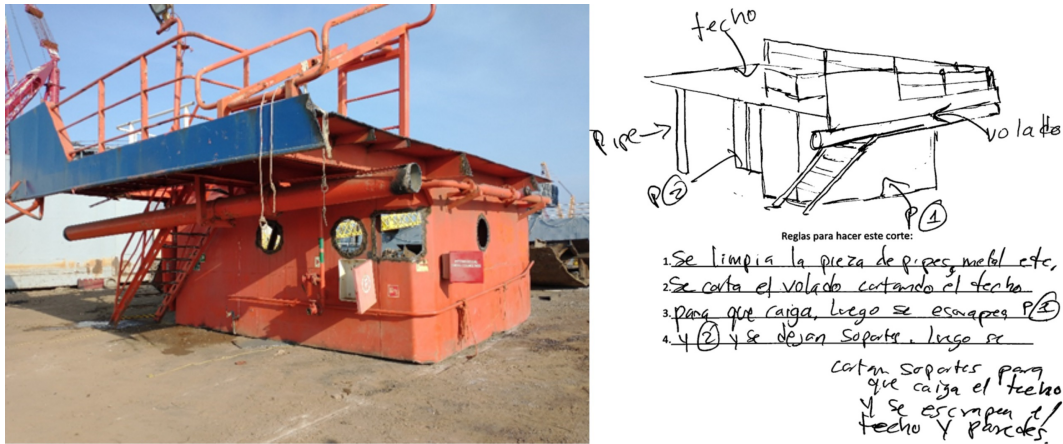 techo
Pipe
volado
P②
P①
Reglas para hacer este corte:
1. Se limpia la pieza de pipes, metal etc,
2. Se corta el volado cortando el techo
3. para que caiga, luego se escrapea P①
4. y ② y se dejan soportes. luego se
cortan soportes para
que caiga el techo
y se escrapea el
techo y paredes.